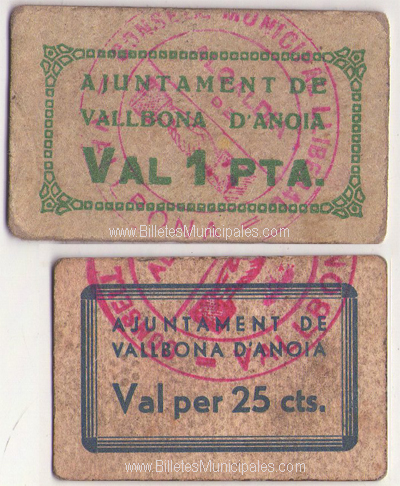 AJUNTAMENT DE
VALLBONA D'ANOIA
VAL 1 PTA.
www.BilletesMunicipales.com
AJUNTAMENT DE
VALLBONA D'ANOIA
Val per 25 cts.
www.BilletesMunicipales.com